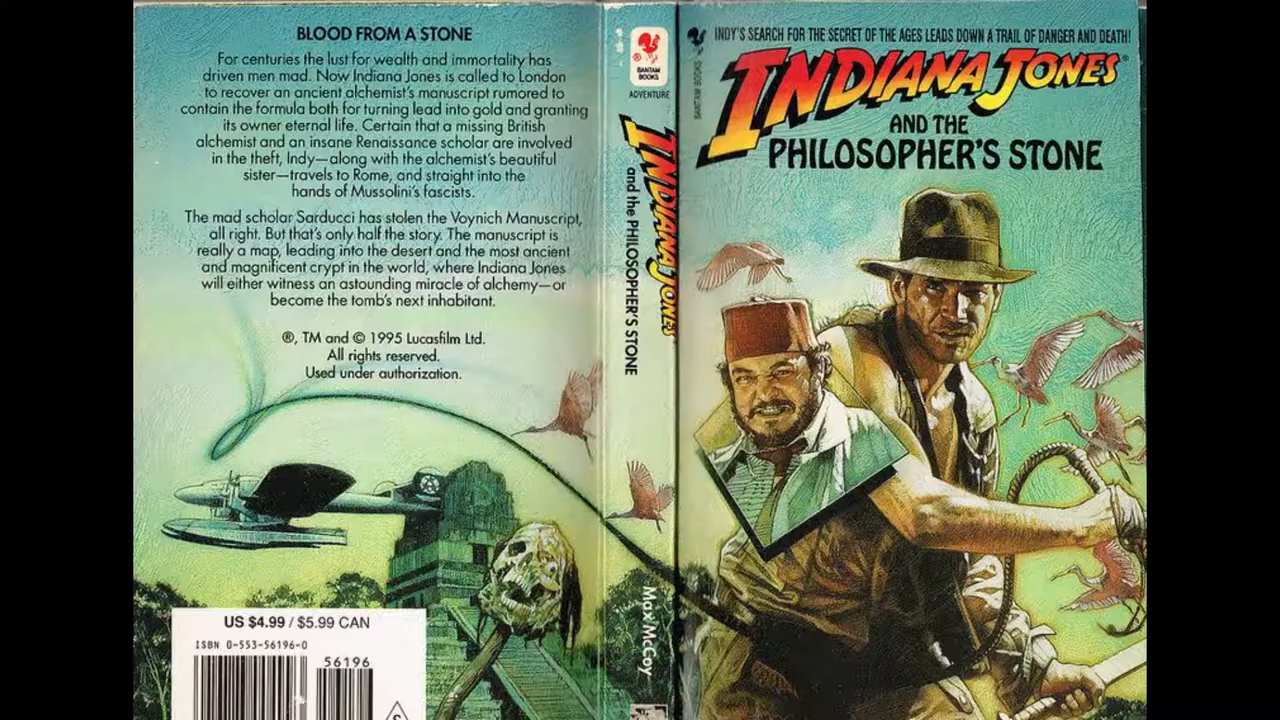 BLOOD FROM A STONE
For centuries the lust for wealth and immortality has
driven men mad. Now Indiana Jones is called to London
to recover an ancient alchemist's manuscript rumored to
contain the formula both for turning lead into gold and granting
its owner eternal life. Certain that a missing British
alchemist and an insane Renaissance scholar are involved
in the theft, Indy—along with the alchemist's beautiful
sister—travels to Rome, and straight into the
hands of Mussolini's fascists.
The mad scholar Sarducci has stolen the Voynich Manuscript,
all right. But that's only half the story. The manuscript is
really a map, leading into the desert and the most ancient
and magnificent crypt in the world, where Indiana Jones
will either witness an astounding miracle of alchemy—or
become the tomb's next inhabitant.
®, TM and © 1995 Lucasfilm Ltd.
All rights reserved.
Used under authorization.
US $4.99 / $5.99 CAN
ISBN 0-553-56196-0
56196
S
®
BANTAM
BOOKS
ADVENTURE
INDIANA JONES
and the PHILOSOPHER'S STONE
Max McCoy
BANTAM BOOKS
INDY'S SEARCH FOR THE SECRET OF THE AGES LEADS DOWN A TRAIL OF DANGER AND DEATH!
INDIANA JONES®
AND THE
PHILOSOPHER'S STONE